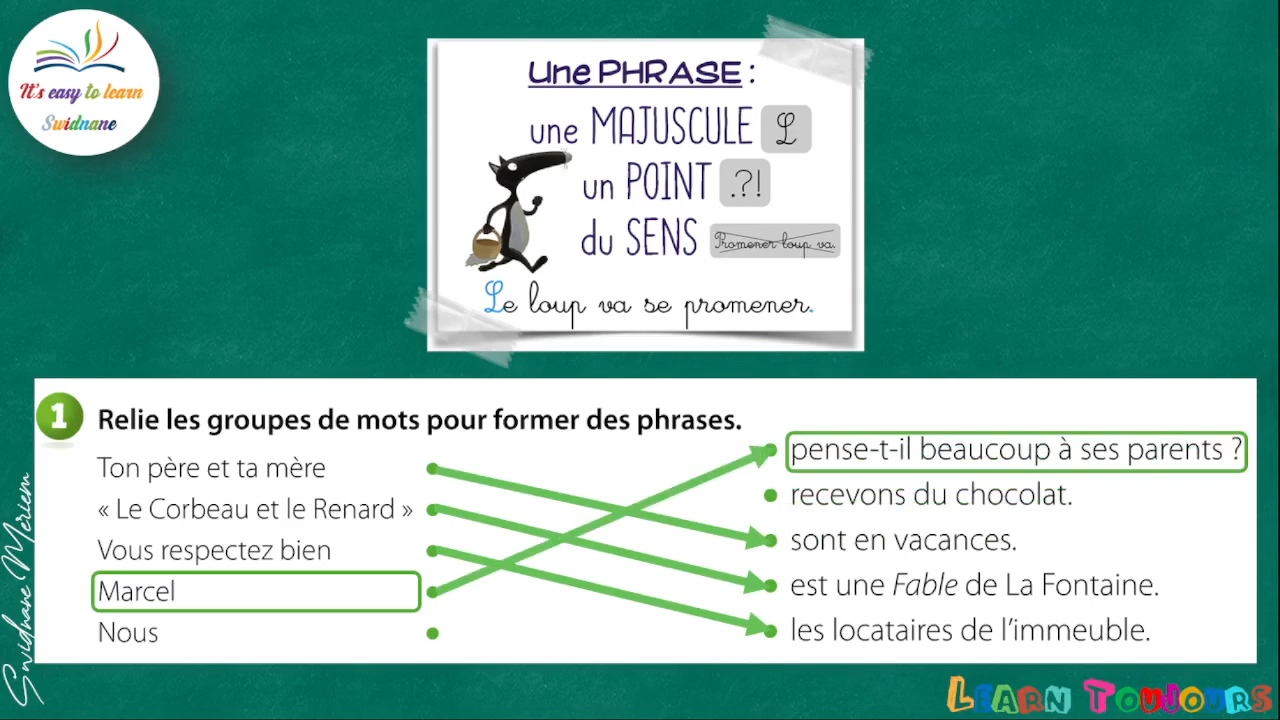 It's easy to learn
Swidnane
Une PHRASE :
une MAJUSCULE L
un POINT .?!
du SENS Promener loup va.
Le loup va se promener.
1 Relie les groupes de mots pour former des phrases.
Ton père et ta mère
« Le Corbeau et le Renard »
Vous respectez bien
Marcel
Nous
pense-t-il beaucoup à ses parents ?
recevons du chocolat.
sont en vacances.
est une Fable de La Fontaine.
les locataires de l'immeuble.
Swidnane Meriem
Learn Toujours